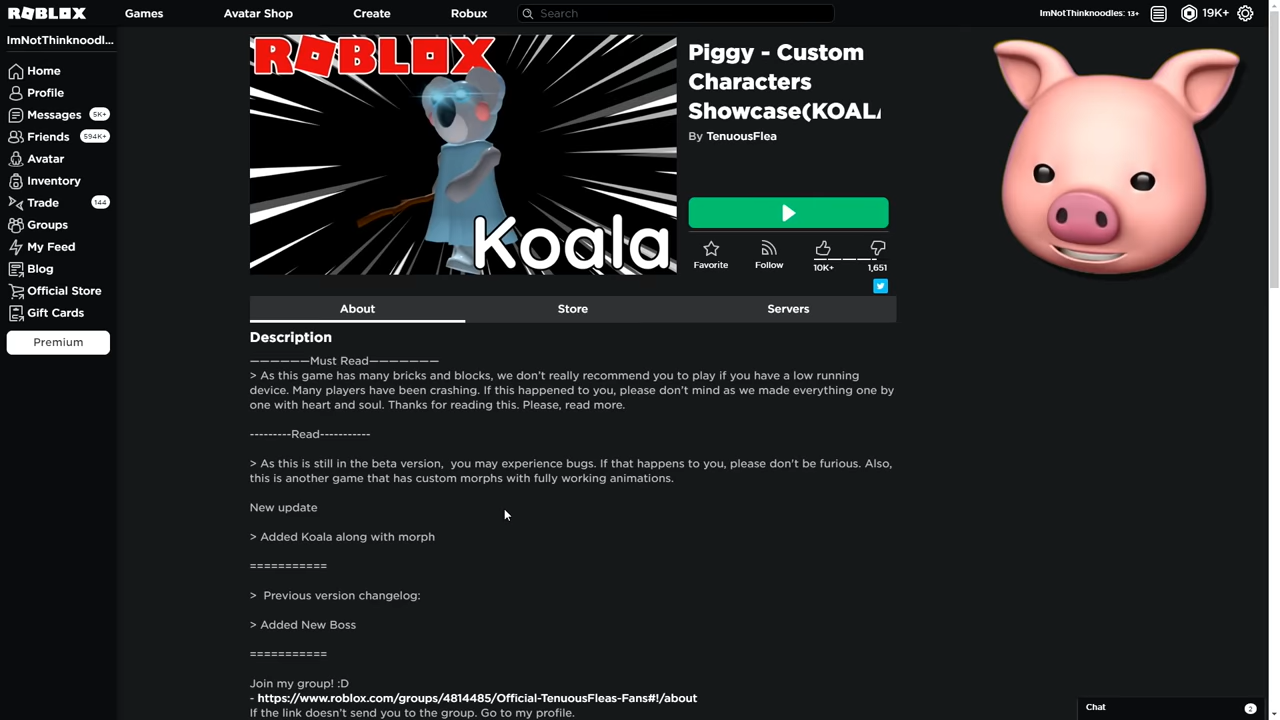 ROBLOX
Games
Avatar Shop
Create
Robux
Search
ImNotThinknoodles: 13+
19K+
ImNotThinknoodl...
Home
Profile
Messages 5K+
Friends 594K+
Avatar
Inventory
Trade 144
Groups
My Feed
Blog
Official Store
Gift Cards
Premium
ROBLOX
Koala
Piggy - Custom
Characters
Showcase(KOALA
By TenuousFlea
Favorite
Follow
10K+
1,651
About
Store
Servers
Description
——————Must Read———————
> As this game has many bricks and blocks, we don’t really recommend you to play if you have a low running
device. Many players have been crashing. If this happened to you, please don’t mind as we made everything one by
one with heart and soul. Thanks for reading this. Please, read more.
---------Read-----------
> As this is still in the beta version,  you may experience bugs. If that happens to you, please don't be furious. Also,
this is another game that has custom morphs with fully working animations.
New update
> Added Koala along with morph
===========
>  Previous version changelog:
> Added New Boss
===========
Join my group! :D
- https://www.roblox.com/groups/4814485/Official-TenuousFleas-Fans#!/about
If the link doesn’t send you to the group. Go to my profile.
Chat
2